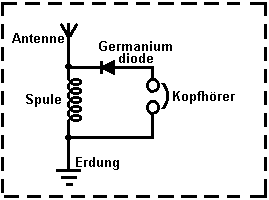 Antenne
Germanium
diode
Spule
Kopfhörer
Erdung